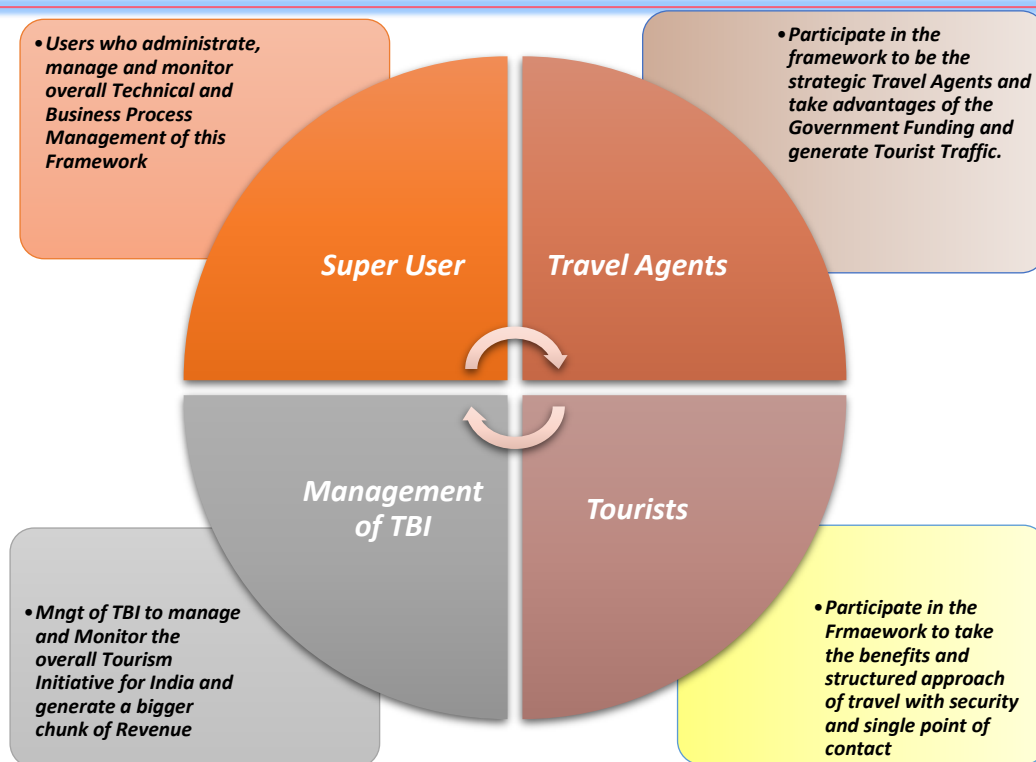 •Users who administrate,
manage and monitor
overall Technical and
Business Process
Management of this
Framework
•Participate in the
framework to be the
strategic Travel Agents and
take advantages of the
Government Funding and
generate Tourist Traffic.
Super User
Travel Agents
Management
of TBI
Tourists
•Mngt of TBI to manage
and Monitor the
overall Tourism
Initiative for India and
generate a bigger
chunk of Revenue
•Participate in the
Frmaework to take
the benefits and
structured approach
of travel with security
and single point of
contact